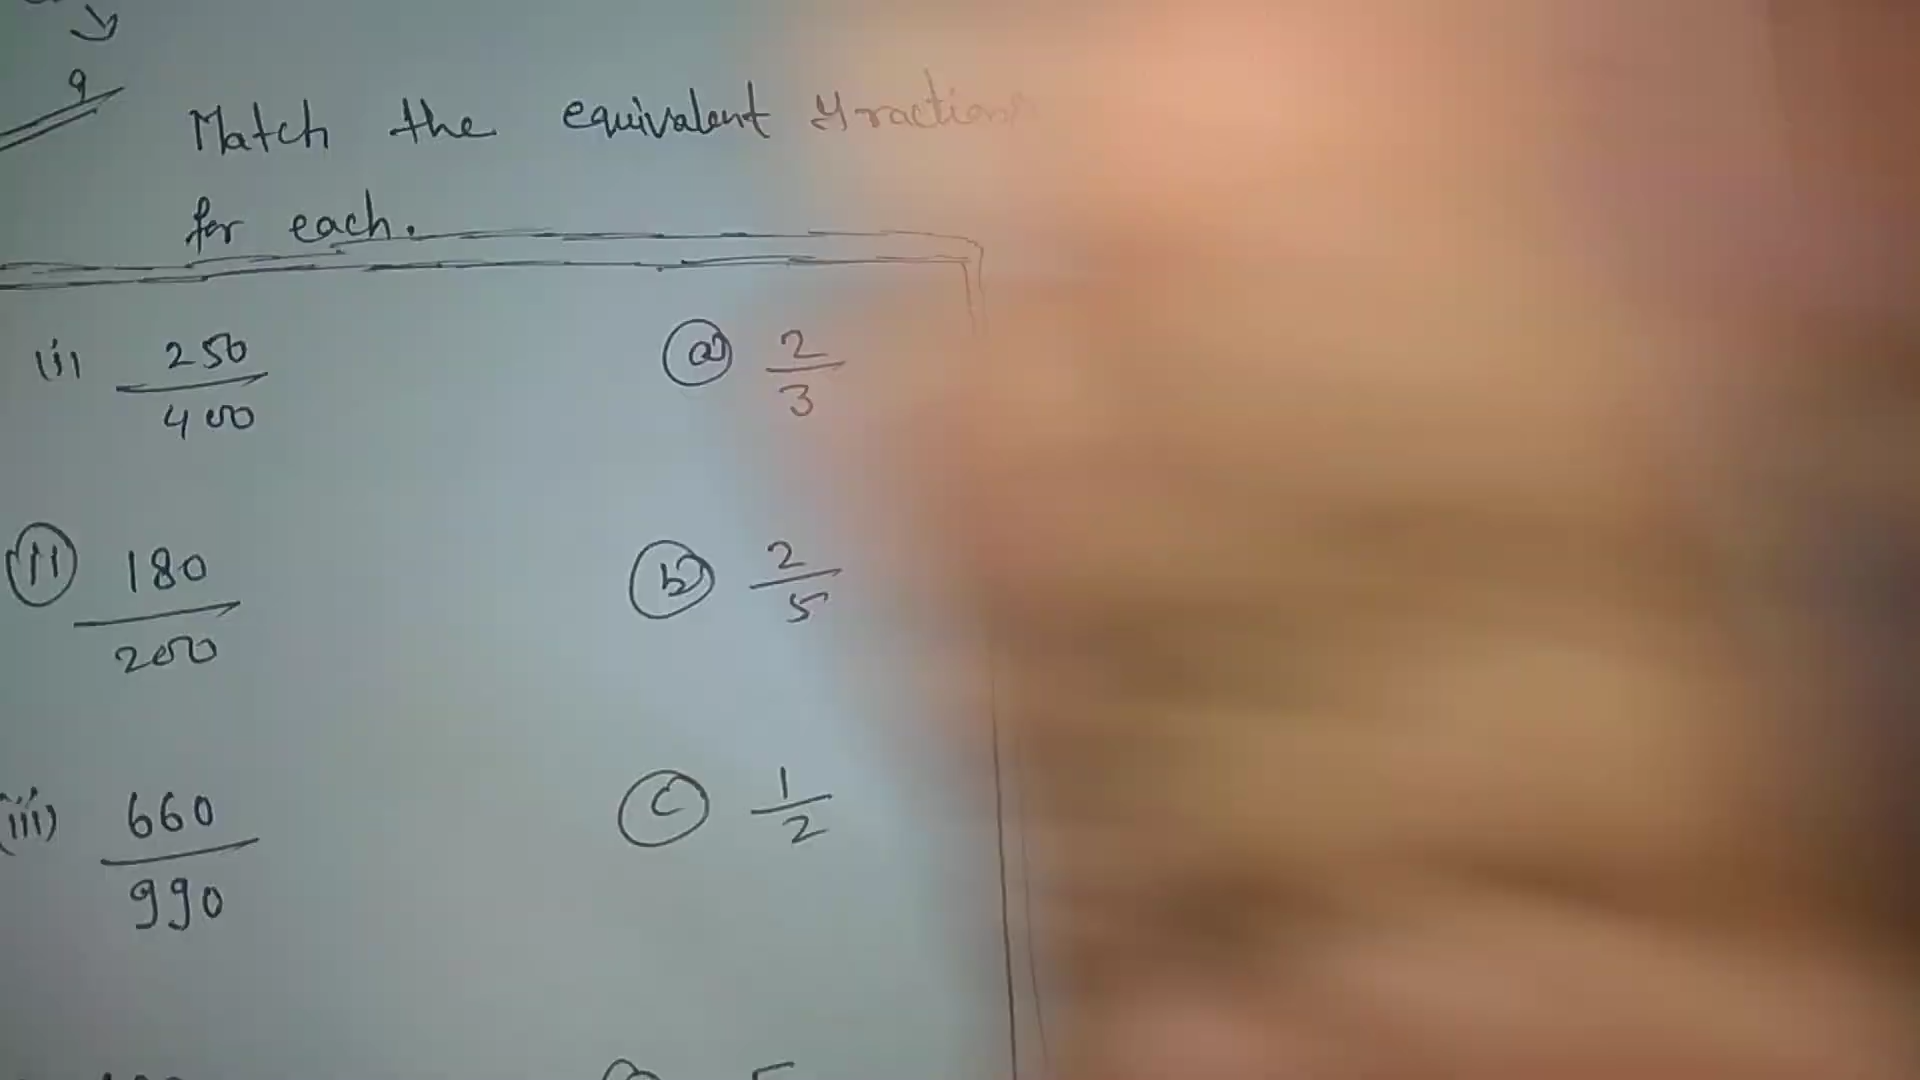 9
Match the equivalent fractions
for each.
(i) 250/400
(a) 2/3
(ii) 180/200
(b) 2/5
(iii) 660/990
(c) 1/2